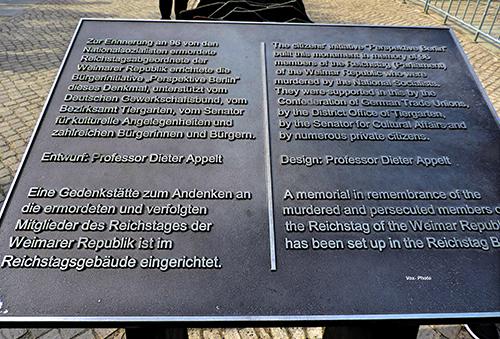 Zur Erinnerung an 96 von den
Nationalsozialisten ermordete
Reichstagsabgeordnete der
Weimarer Republik errichtete die
Bürgerinitiative „Perspektive Berlin“
dieses Denkmal, unterstützt vom
Deutschen Gewerkschaftsbund, vom
Bezirksamt Tiergarten, vom Senator
für kulturelle Angelegenheiten und
zahlreichen Bürgerinnen und Bürgern.
Entwurf: Professor Dieter Appelt
Eine Gedenkstätte zum Andenken an
die ermordeten und verfolgten
Mitglieder des Reichstages der
Weimarer Republik ist im
Reichstagsgebäude eingerichtet.
The citizens' initiative "Perspektive Berlin"
built this monument in memory of 96
members of the Reichstag (Parliament)
of the Weimar Republic who were
murdered by the National Socialists.
They were supported in this by the
Confederation of German Trade Unions,
by the District Office of Tiergarten,
by the Senator for Cultural Affairs and
by numerous private citizens.
Design: Professor Dieter Appelt
A memorial in remembrance of the
murdered and persecuted members o
the Reichstag of the Weimar Repub
has been set up in the Reichstag B
Vox- Photo